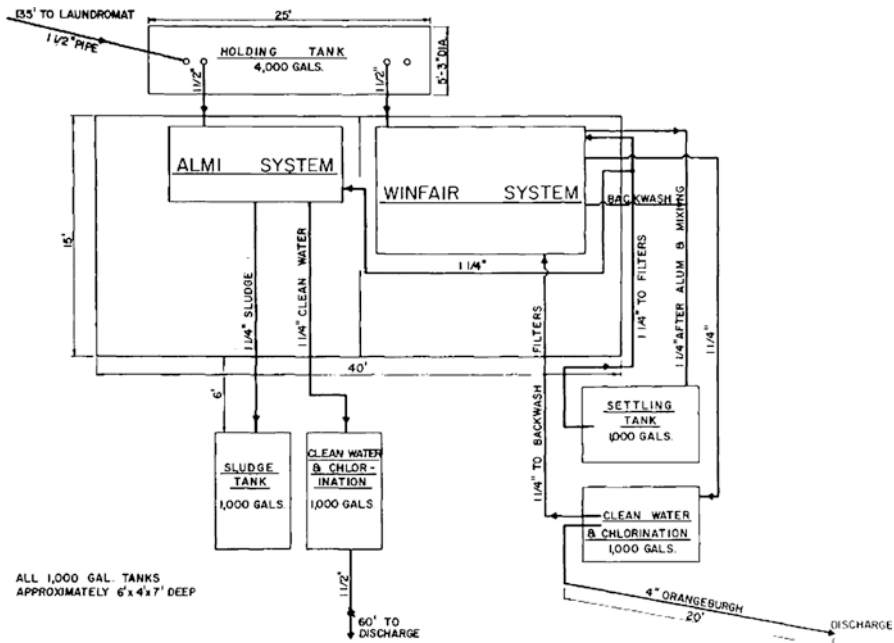 135' TO LAUNDROMAT
1 1/2" PIPE
25'
HOLDING TANK
4,000 GALS.
5'-3" DIA.
1 1/2"
1 1/2"
ALMI SYSTEM
WINFAIR SYSTEM
BACKWASH
15'
1 1/4" SLUDGE
1 1/4" CLEAN WATER
1 1/4"
1 1/4" TO BACKWASH FILTERS
1 1/4" TO FILTERS
1 1/4" AFTER ALUM & MIXING
1 1/4"
40'
6'
SLUDGE
TANK
1,000 GALS.
CLEAN WATER
& CHLOR-
INATION
1,000 GALS.
SETTLING
TANK
1,000 GALS.
CLEAN WATER
& CHLORINATION
1,000 GALS.
ALL 1,000 GAL. TANKS
APPROXIMATELY 6'x 4'x 7' DEEP
1 1/2"
60' TO
DISCHARGE
4" ORANGEBURGH
20'
DISCHARGE